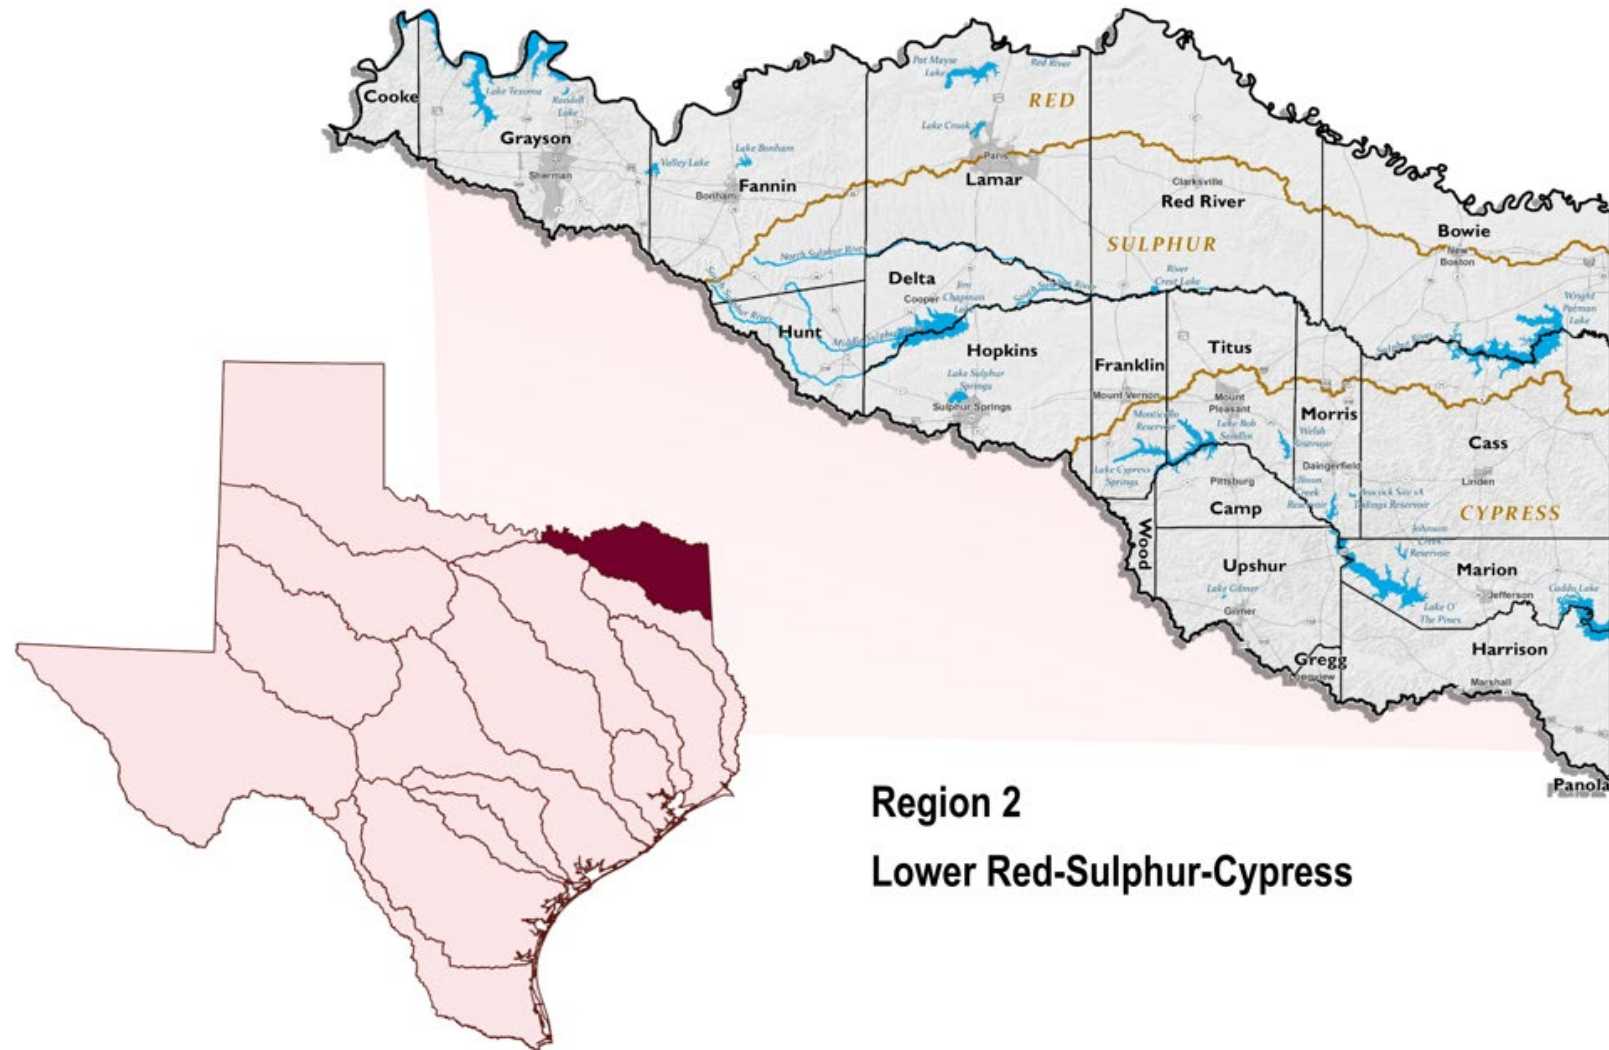 Cooke
Grayson
Sherman
Lake Texoma
Randell
Lake
Valley Lake
Lake Bonham
Bonham
Fannin
Pat Mayse
Lake
Red River
RED
Lake Crook
Paris
Lamar
Clarksville
Red River
SULPHUR
Bowie
New
Boston
North Sulphur River
South Sulphur River
Delta
Cooper
Jim
Chapman
Lake
South Sulphur River
River
Crest Lake
Wright
Patman
Lake
Hunt
Middle Sulphur
Hopkins
Lake Sulphur
Springs
Sulphur Springs
Franklin
Mount Vernon
Titus
Mount
Pleasant
Sulphur River
Morris
Monticello
Reservoir
Lake Bob
Sandlin
Welsh
Reservoir
Cass
Daingerfield
Linden
Lake Cypress
Springs
Pittsburg
Camp
Ellison
Creek
Reservoir
CYPRESS
Johnson
Creek
Reservoir
Wood
Upshur
Lake Gilmer
Gilmer
Marion
Jefferson
Caddo Lake
Lake O'
The Pines
Gregg
Longview
Harrison
Marshall
Panola
Region 2
Lower Red-Sulphur-Cypress